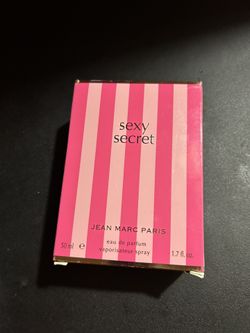 sexy
secret
JEAN MARC PARIS
eau de parfum
50 ml e vaporisateur spray 1.7 fl. oz.